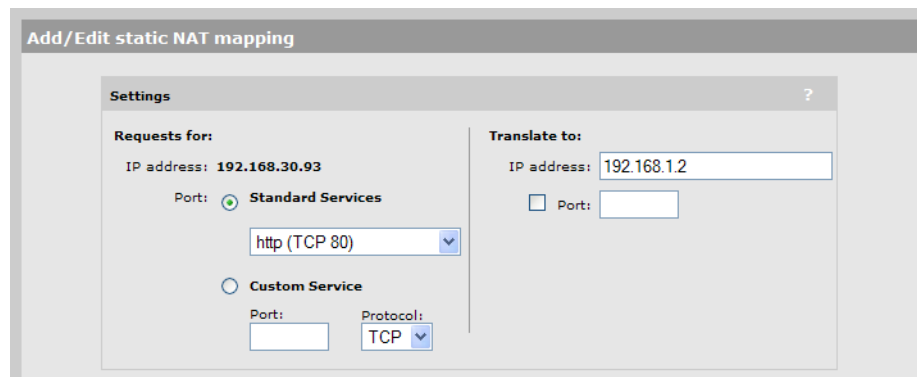 Add/Edit static NAT mapping
Settings ?
Requests for:
IP address: 192.168.30.93
Port: Standard Services
http (TCP 80)
Custom Service
Port: Protocol:
TCP
Translate to:
IP address: 192.168.1.2
Port: